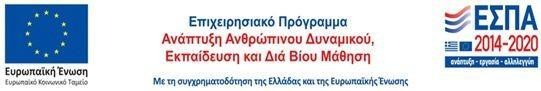 Ευρωπαϊκή Ένωση
Ευρωπαϊκό Κοινωνικό Ταμείο
Επιχειρησιακό Πρόγραμμα
Ανάπτυξη Ανθρώπινου Δυναμικού,
Εκπαίδευση και Διά Βίου Μάθηση
Με τη συγχρηματοδότηση της Ελλάδας και της Ευρωπαϊκής Ένωσης
ΕΣΠΑ
2014-2020
ανάπτυξη - εργασία - αλληλεγγύη